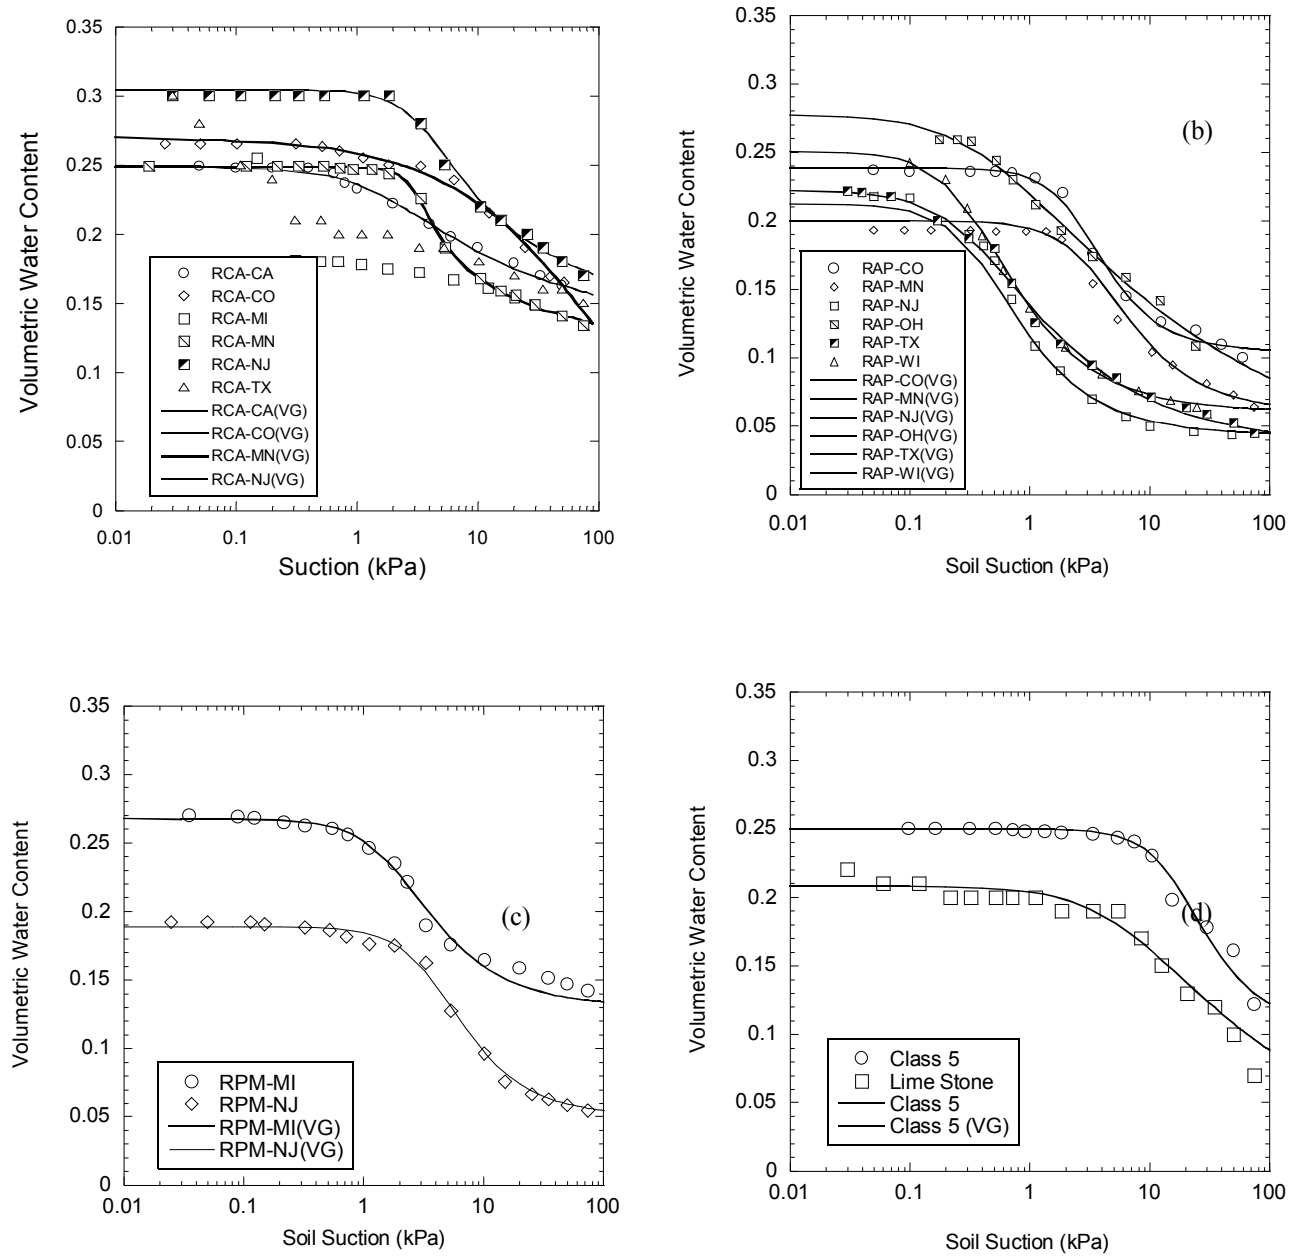 0.35
0.3
0.25
0.2
0.15
0.1
0.05
0
Volumetric Water Content
RCA-CA
RCA-CO
RCA-MI
RCA-MN
RCA-NJ
RCA-TX
RCA-CA(VG)
RCA-CO(VG)
RCA-MN(VG)
RCA-NJ(VG)
0.01 0.1 1 10 100
Suction (kPa)
0.35
0.3
0.25
0.2
0.15
0.1
0.05
0
Volumetric Water Content
(b)
RAP-CO
RAP-MN
RAP-NJ
RAP-OH
RAP-TX
RAP-WI
RAP-CO(VG)
RAP-MN(VG)
RAP-NJ(VG)
RAP-OH(VG)
RAP-TX(VG)
RAP-WI(VG)
0.01 0.1 1 10 100
Soil Suction (kPa)
0.35
0.3
0.25
0.2
0.15
0.1
0.05
0
Volumetric Water Content
(c)
RPM-MI
RPM-NJ
RPM-MI(VG)
RPM-NJ(VG)
0.01 0.1 1 10 100
Soil Suction (kPa)
0.35
0.3
0.25
0.2
0.15
0.1
0.05
0
Volumetric Water Content
(d)
Class 5
Lime Stone
Class 5
Class 5 (VG)
0.01 0.1 1 10 100
Soil Suction (kPa)